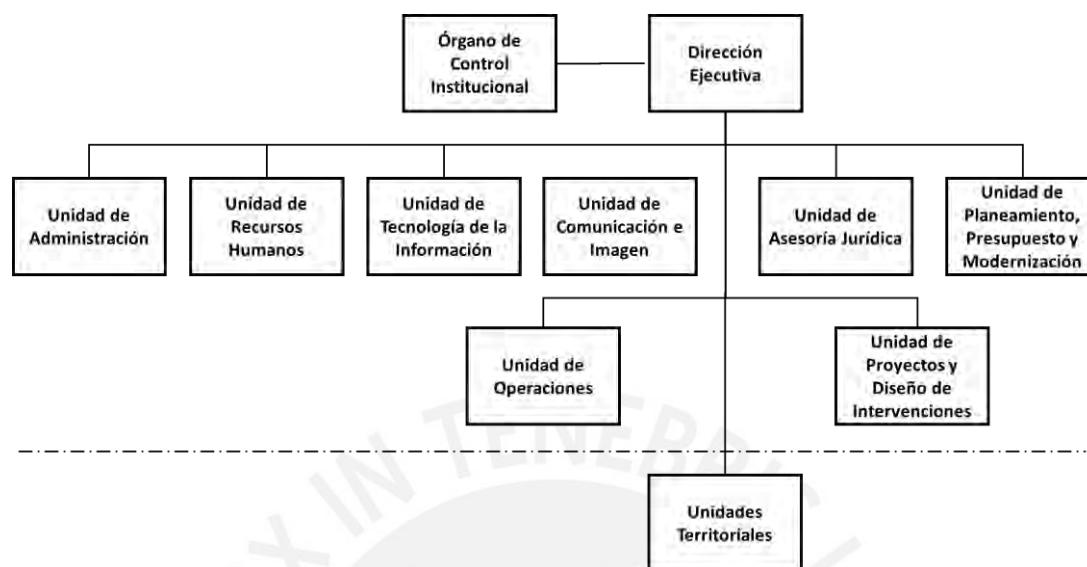 Órgano de
Control
Institucional
Dirección
Ejecutiva
Unidad de
Administración
Unidad de
Recursos
Humanos
Unidad de
Tecnología de la
Información
Unidad de
Comunicación e
Imagen
Unidad de
Asesoría Jurídica
Unidad de
Planeamiento,
Presupuesto y
Modernización
Unidad de
Operaciones
Unidad de
Proyectos y
Diseño de
Intervenciones
Unidades
Territoriales
IN TENEBRIS